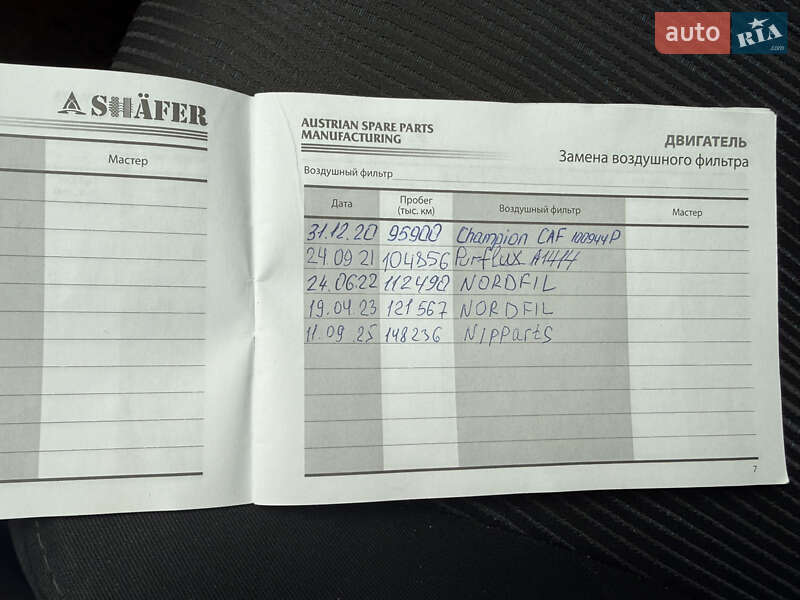 auto RIA .com
SHÄFER
Мастер
AUSTRIAN SPARE PARTS
MANUFACTURING
ДВИГАТЕЛЬ
Замена воздушного фильтра
Воздушный фильтр
Дата Пробег (тыс. км) Воздушный фильтр Мастер
31.12.20 95900 Champion CAF 100944P
24.09 21 104856 Purflux A1414
24.06.22 112490 NORDFIL
19.04.23 121567 NORDFIL
11.09.25 148236 Nipparts
7